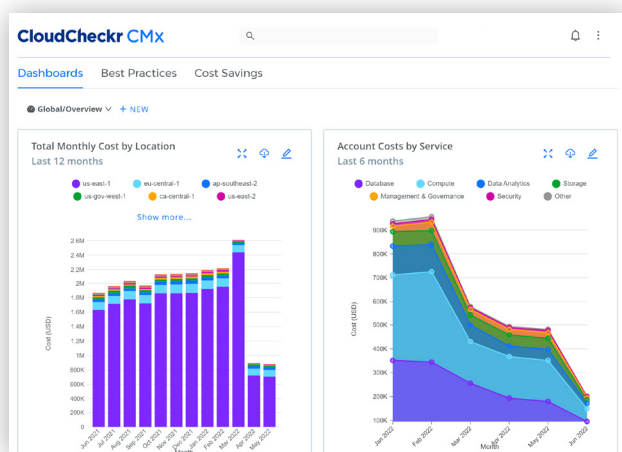 CloudCheckr CMx
Dashboards Best Practices Cost Savings
Global/Overview + NEW
Total Monthly Cost by Location
Last 12 months
us-east-1 eu-central-1 ap-southeast-2
us-gov-west-1 ca-central-1 us-east-2
Show more...
Cost (USD)
2.6M
2.4M
2.2M
2M
1.8M
1.6M
1.4M
1.2M
1M
800K
600K
400K
200K
0
Jun 2021 Jul 2021 Aug 2021 Sep 2021 Oct 2021 Nov 2021 Dec 2021 Jan 2022 Feb 2022 Mar 2022 Apr 2022 May 2022
Month
Account Costs by Service
Last 6 months
Database Compute Data Analytics Storage
Management & Governance Security Other
Cost (USD)
900K
800K
700K
600K
500K
400K
300K
200K
100K
Jan 2022 Feb 2022 Mar 2022 Apr 2022 May 2022 Jun 2022
Month